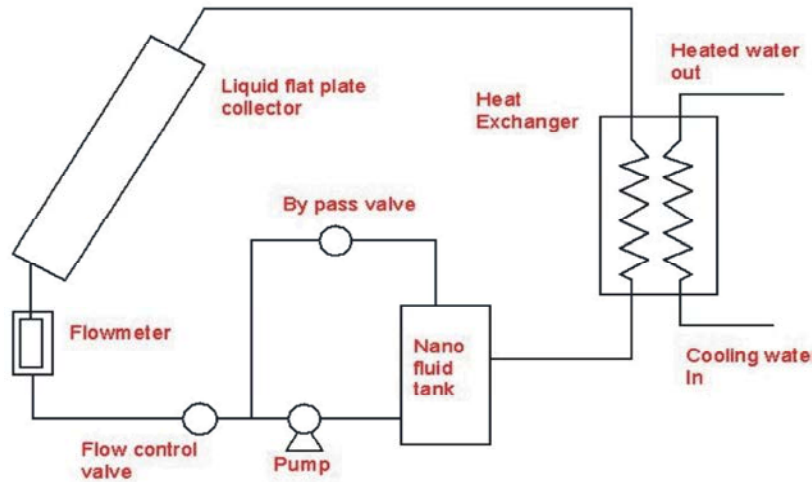 Liquid flat plate
collector
Heated water
out
Heat
Exchanger
By pass valve
Flowmeter
Nano
fluid
tank
Cooling water
In
Flow control
valve
Pump